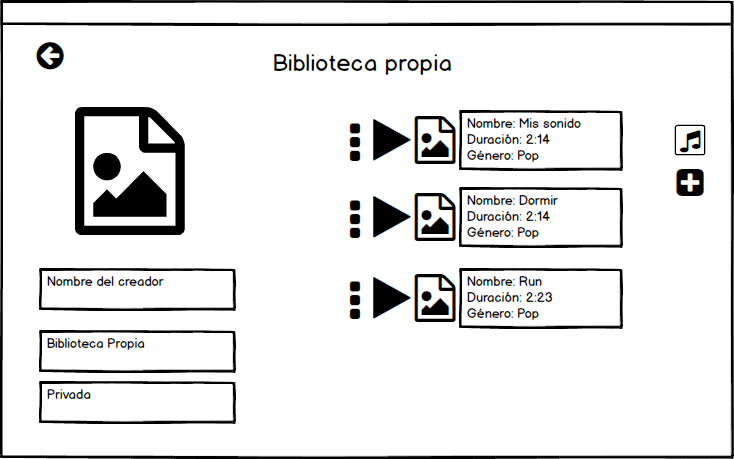 Biblioteca propia
Nombre: Mis sonido
Duración: 2:14
Género: Pop
Nombre: Dormir
Duración: 2:14
Género: Pop
Nombre: Run
Duración: 2:23
Género: Pop
Nombre del creador
Biblioteca Propia
Privada